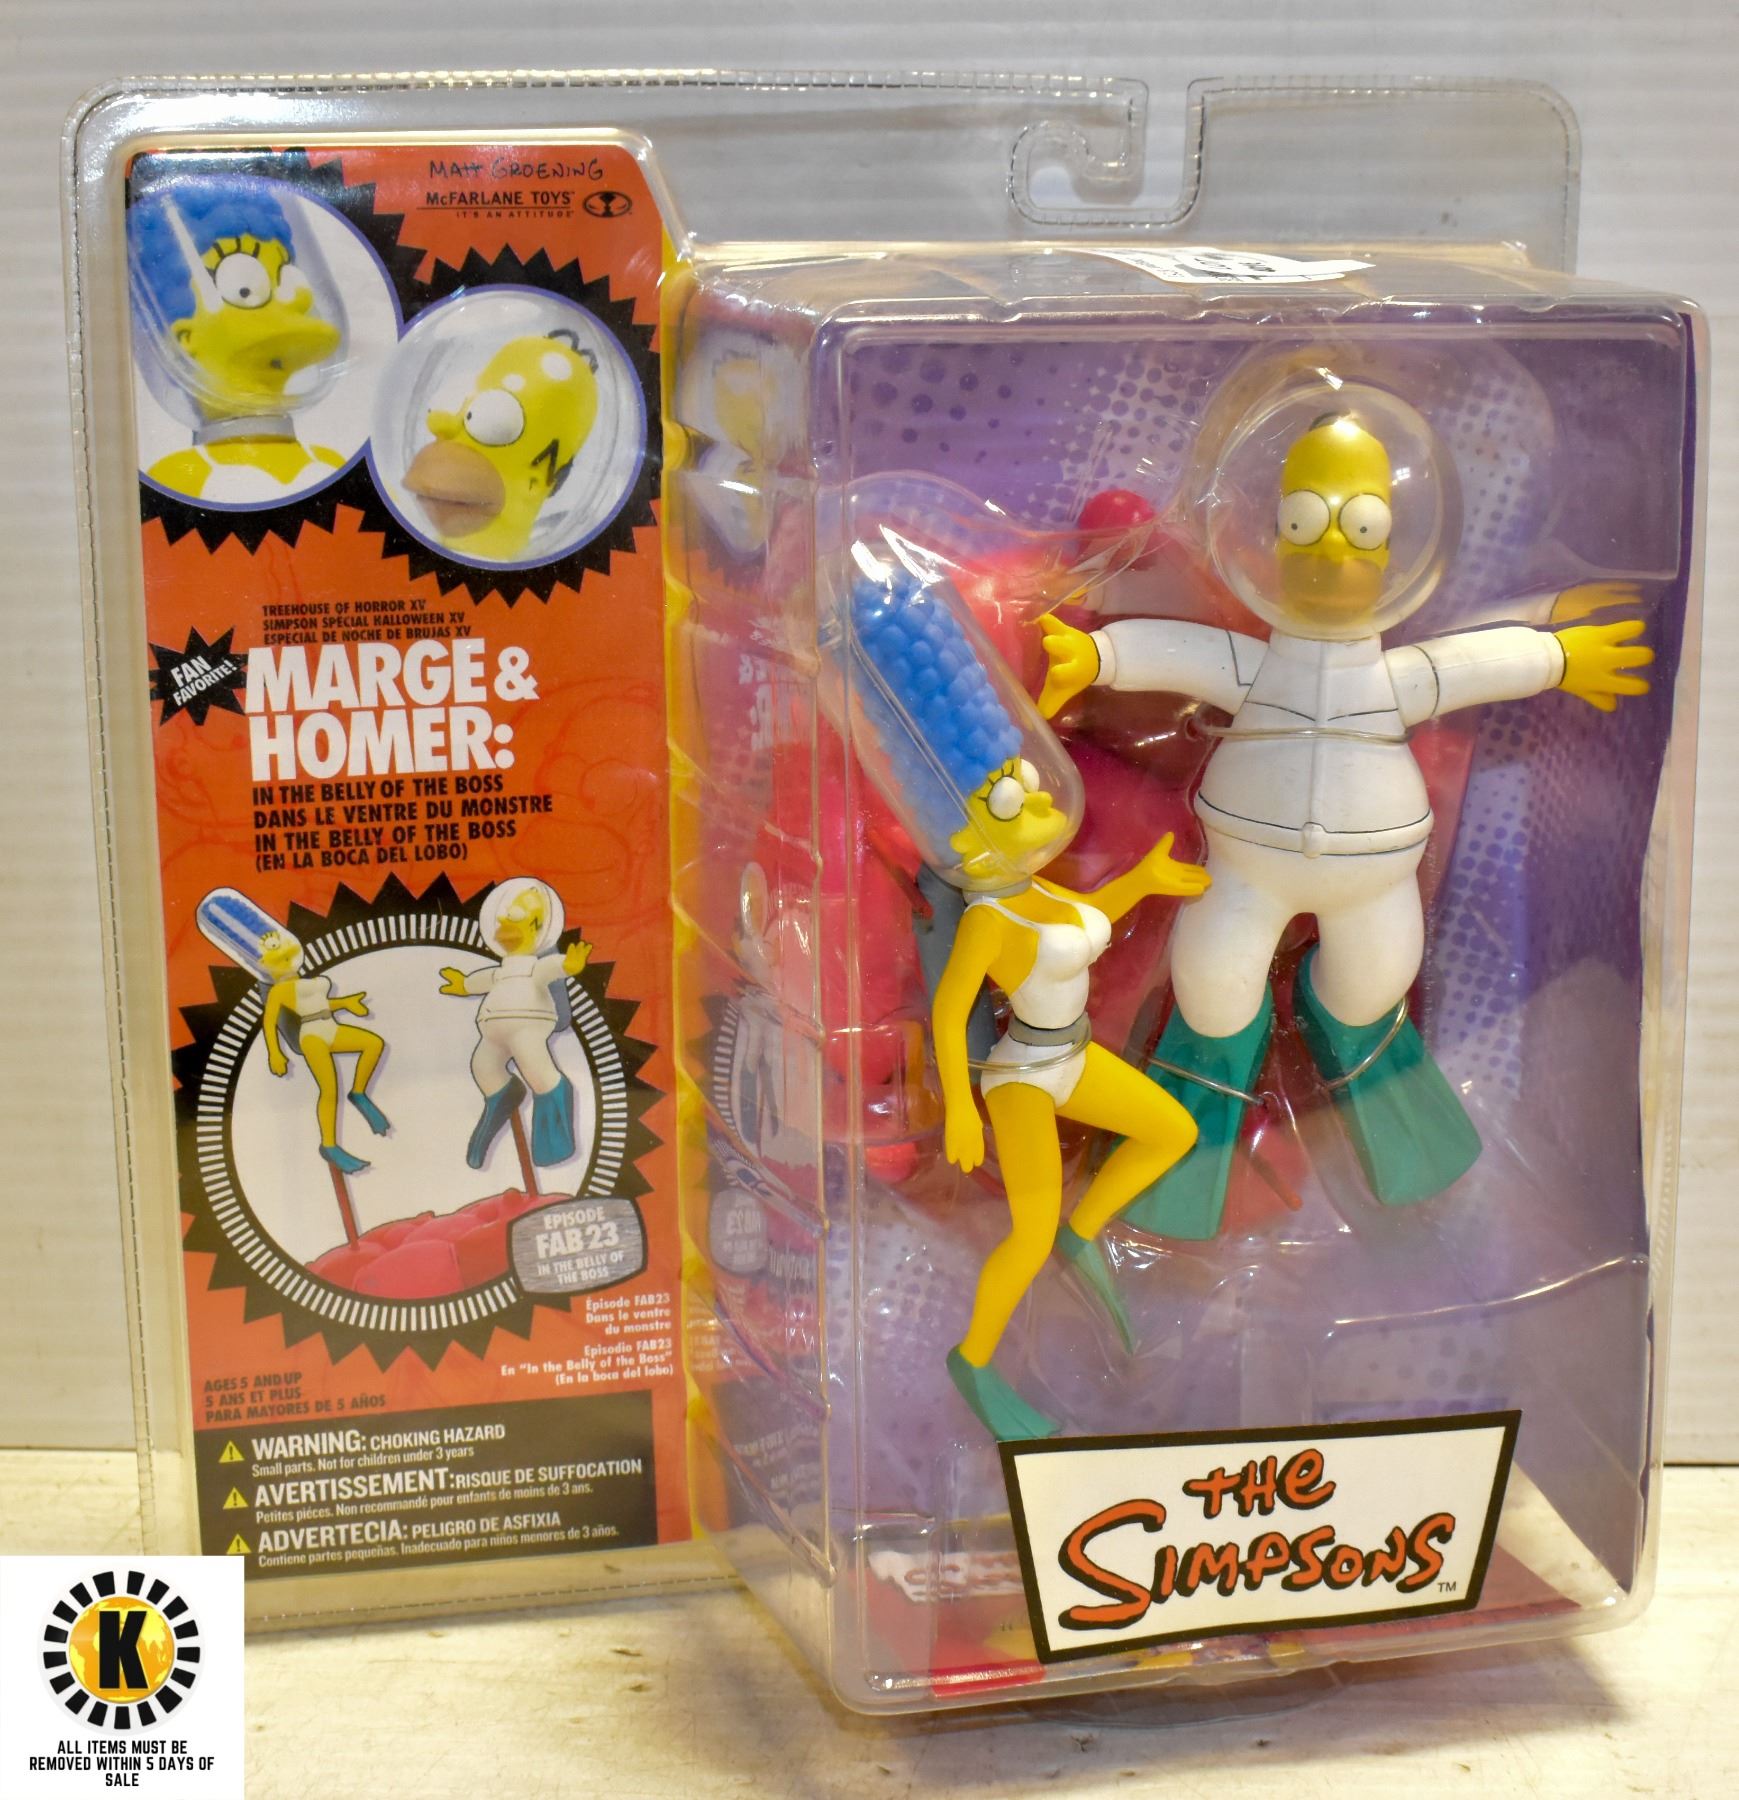 MATT GROENING
McFARLANE TOYS
IT'S AN ATTITUDE
TREEHOUSE OF HORROR XV
SIMPSON SPÉCIAL HALLOWEEN XV
ESPECIAL DE NOCHE DE BRUJAS XV
FAN
FAVORITE!
MARGE &
HOMER:
IN THE BELLY OF THE BOSS
DANS LE VENTRE DU MONSTRE
IN THE BELLY OF THE BOSS
(EN LA BOCA DEL LOBO)
EPISODE
FAB 23
IN THE BELLY OF
THE BOSS
Épisode FAB23
Dans le ventre
du monstre
Episodio FAB23
En "In the Belly of the Boss"
(En la boca del lobo)
AGES 5 AND UP
5 ANS ET PLUS
PARA MAYORES DE 5 AÑOS
WARNING: CHOKING HAZARD
Small parts. Not for children under 3 years
AVERTISSEMENT: RISQUE DE SUFFOCATION
Petites piéces. Non recommandé pour enfants de moins de 3 ans.
ADVERTECIA: PELIGRO DE ASFIXIA
Contiene partes pequeñas. Inadecuado para niños menores de 3 años.
THE
SIMPSONS™
K
ALL ITEMS MUST BE
REMOVED WITHIN 5 DAYS OF
SALE